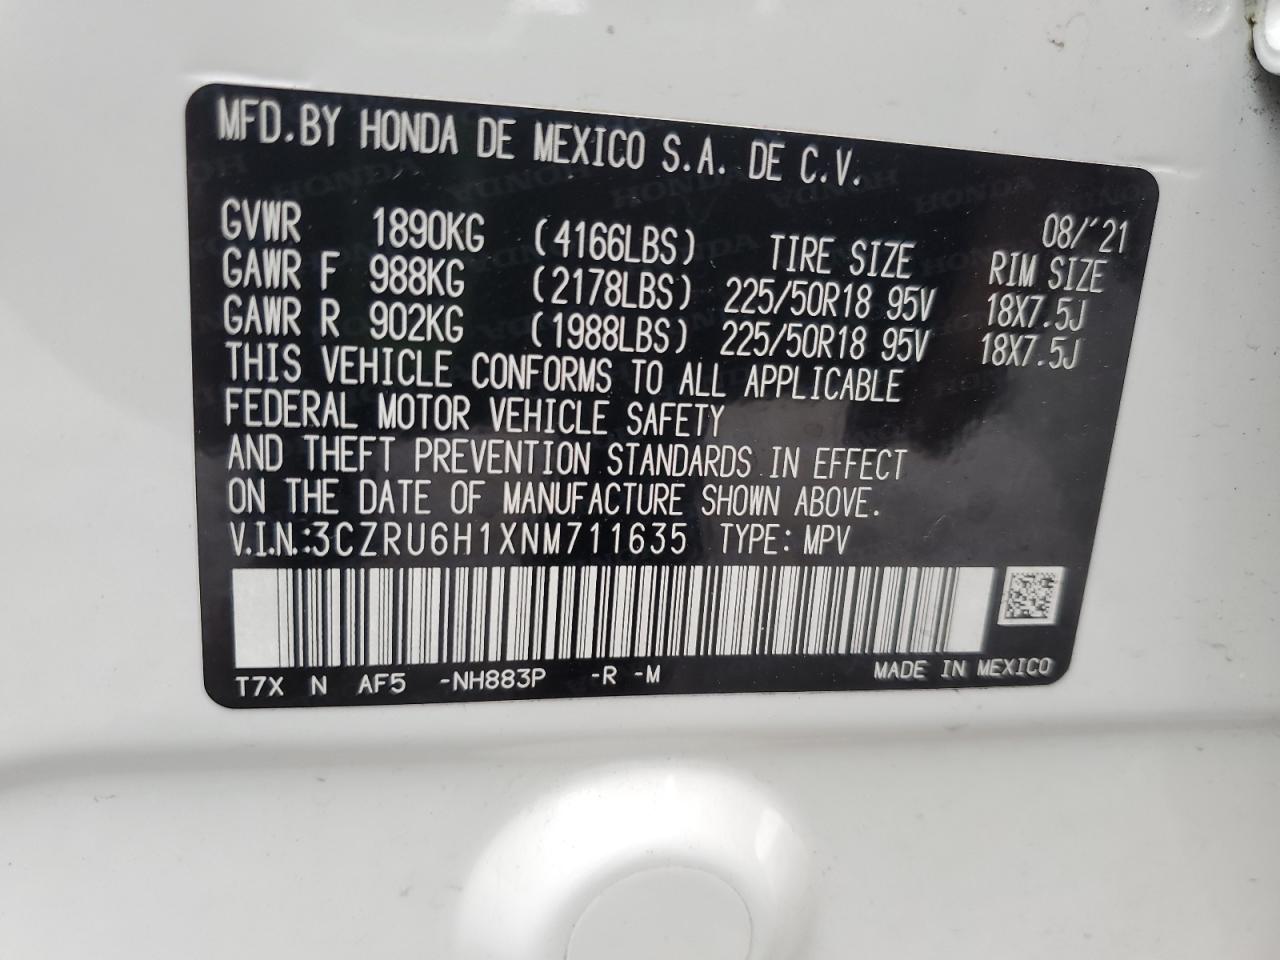 MFD.BY HONDA DE MEXICO S.A. DE C.V.
08/'21
GVWR 1890KG (4166LBS) TIRE SIZE RIM SIZE
GAWR F 988KG (2178LBS) 225/50R18 95V 18X7.5J
GAWR R 902KG (1988LBS) 225/50R18 95V 18X7.5J
THIS VEHICLE CONFORMS TO ALL APPLICABLE
FEDERAL MOTOR VEHICLE SAFETY
AND THEFT PREVENTION STANDARDS IN EFFECT
ON THE DATE OF MANUFACTURE SHOWN ABOVE.
V.I.N.:3CZRU6H1XNM711635 TYPE: MPV
T7X N AF5 -NH883P -R -M MADE IN MEXICO